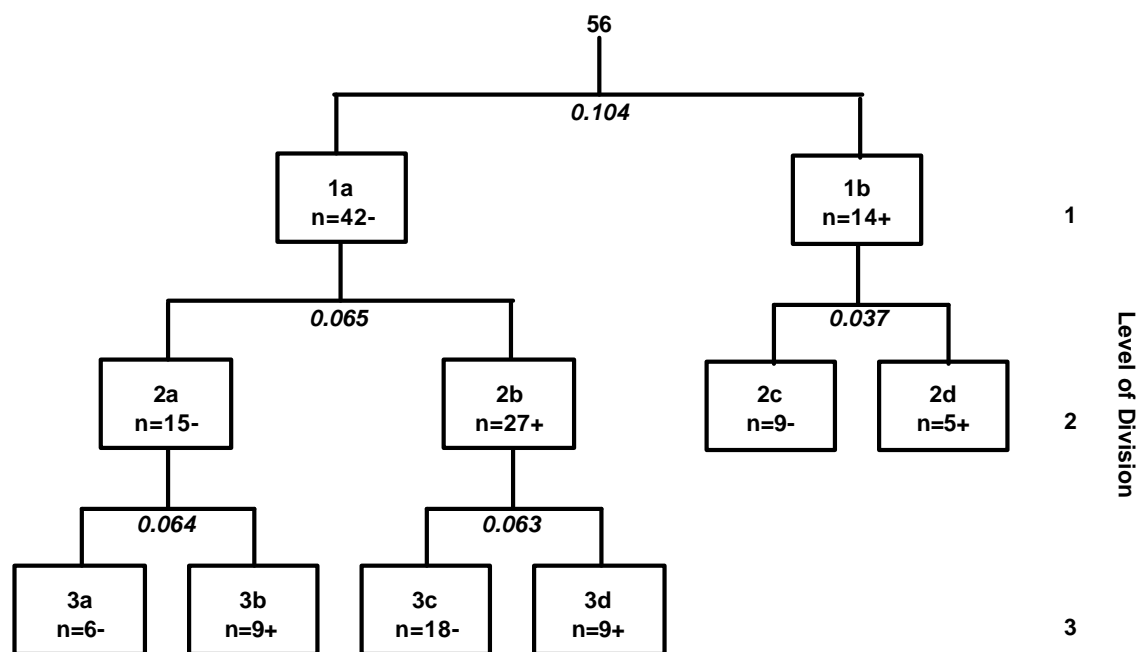 56
0.104
1a
n=42-
1b
n=14+
1
0.065
0.037
2a
n=15-
2b
n=27+
2c
n=9-
2d
n=5+
2
Level of Division
0.064
0.063
3a
n=6-
3b
n=9+
3c
n=18-
3d
n=9+
3